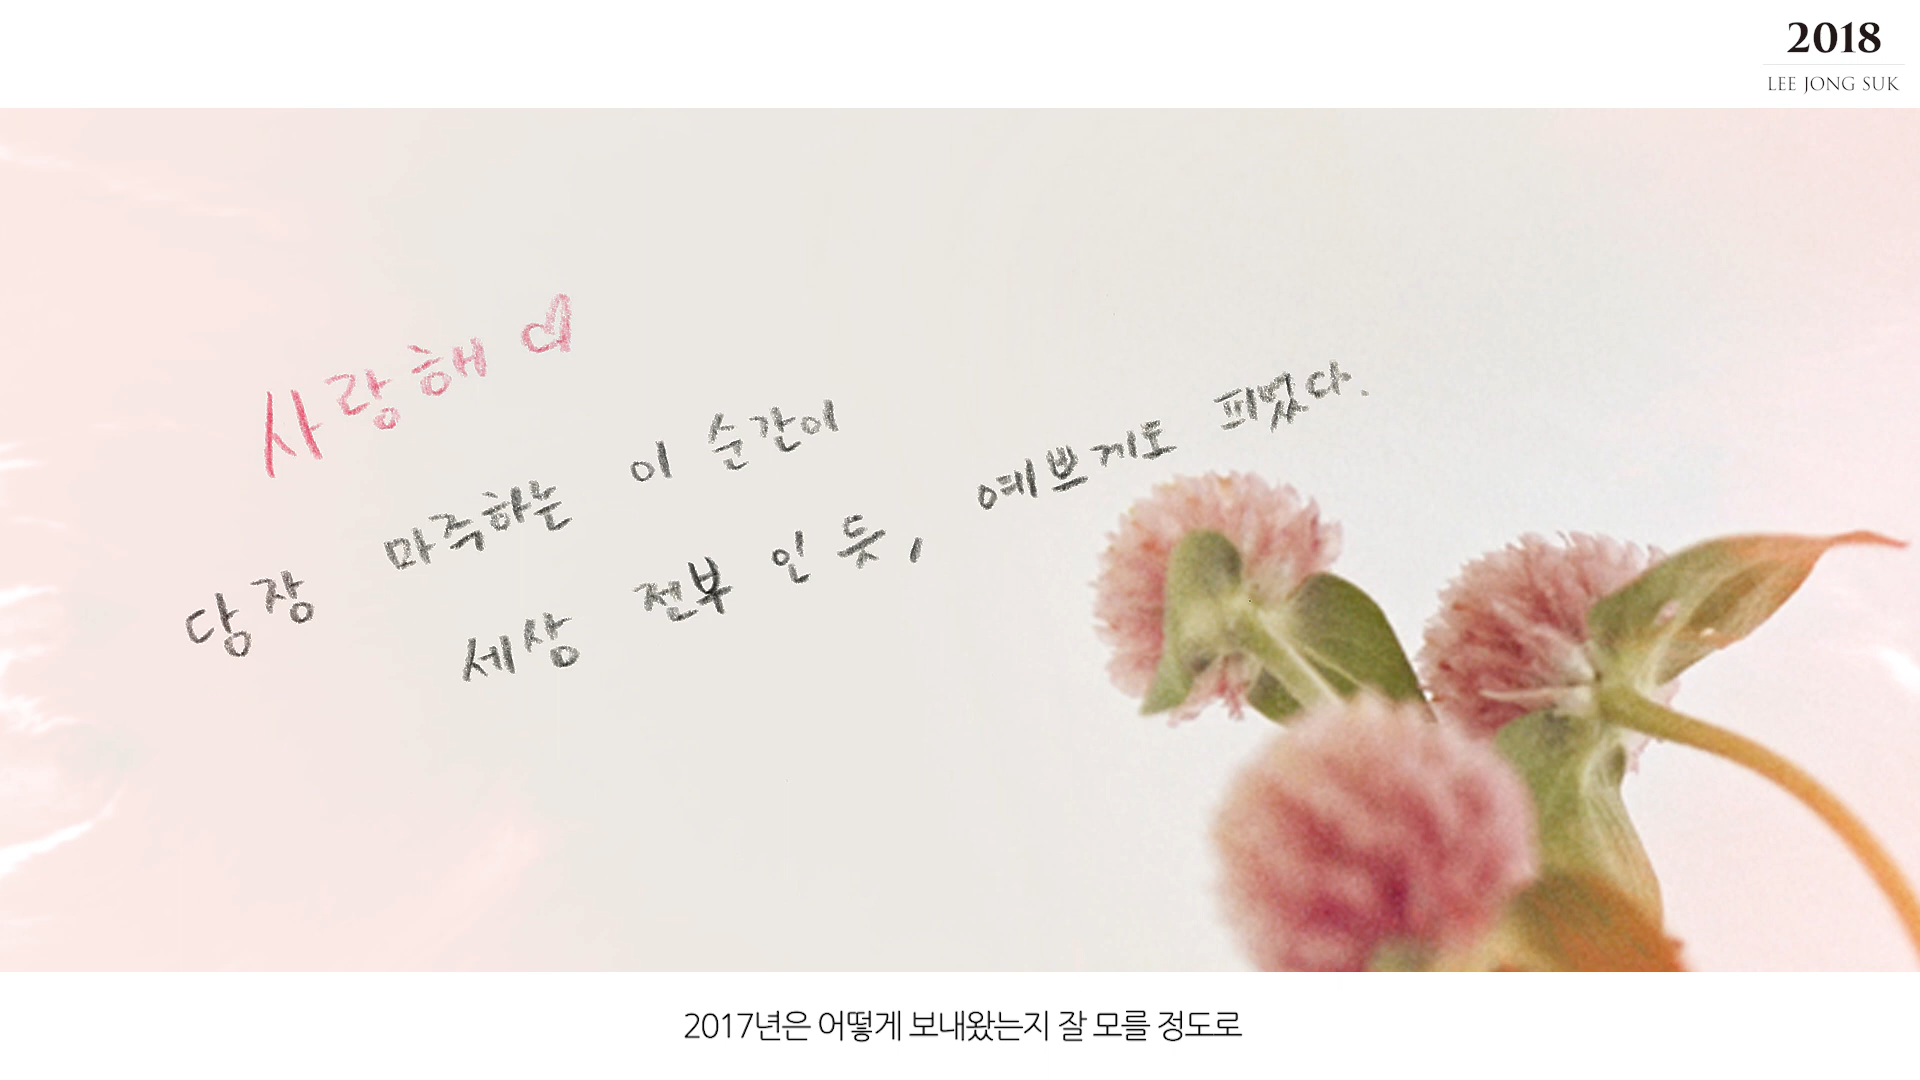 2018
LEE JONG SUK
사랑해
당장 마주하는 이 순간이
세상 전부 인 듯, 예쁘게도 피었다.
2017년은 어떻게 보내왔는지 잘 모를 정도로